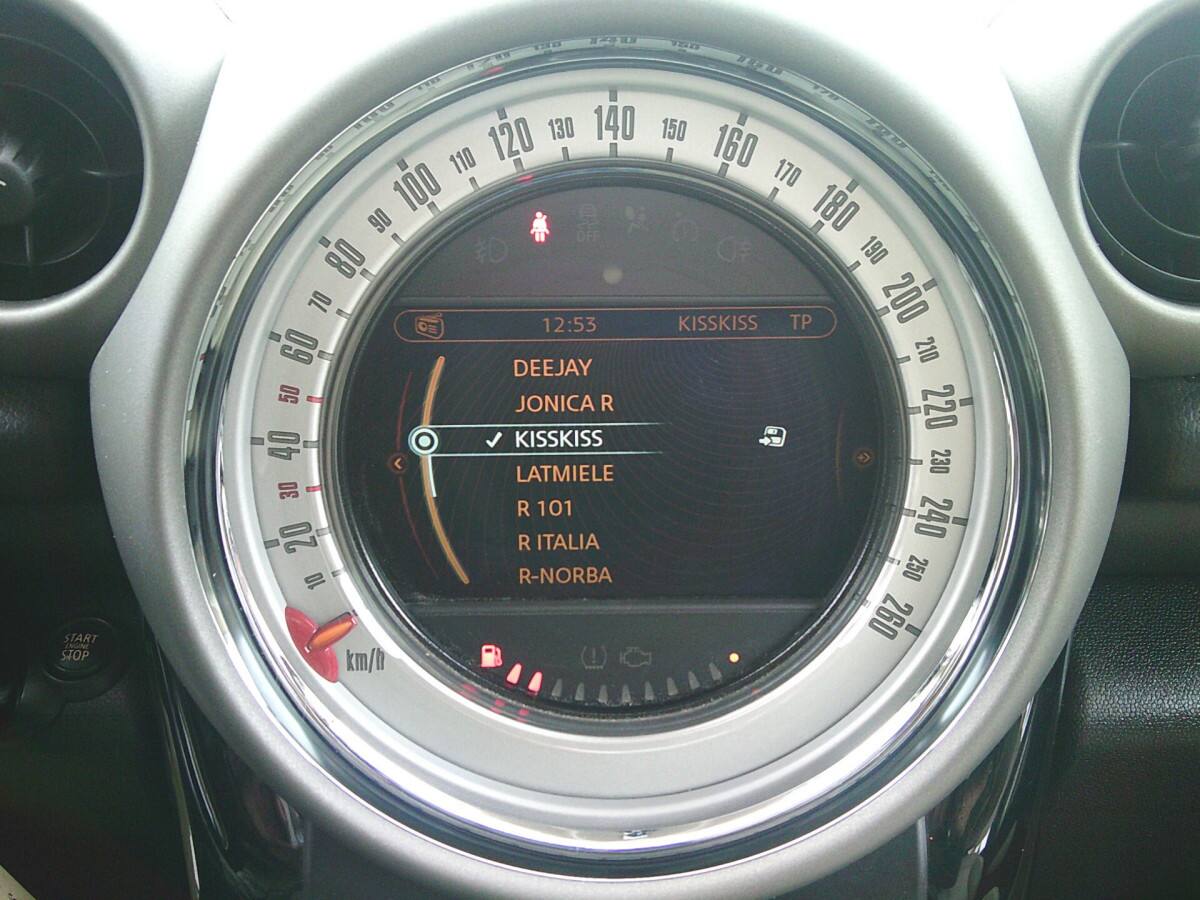 10
20
30
40
50
60
70
80
90
100
110
120
130
140
150
160
170
180
190
200
210
220
230
240
250
260
km/h
OFF
12:53 KISSKISS TP
DEEJAY
JONICA R
KISSKISS
LATMIELE
R 101
R ITALIA
R-NORBA
START
ENGINE
STOP